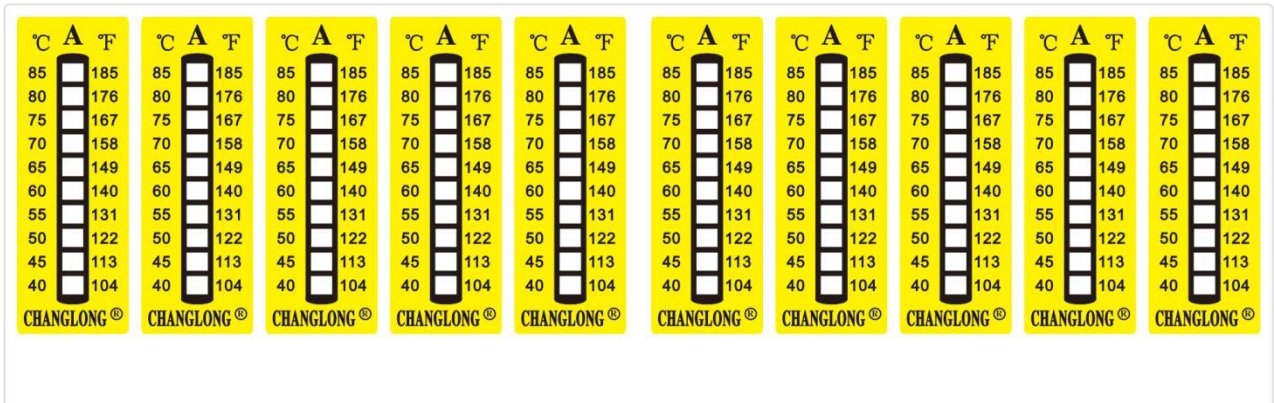 ℃ A ℉ ℃ A ℉ ℃ A ℉ ℃ A ℉ ℃ A ℉ ℃ A ℉ ℃ A ℉ ℃ A ℉ ℃ A ℉ ℃ A ℉
85 185 85 185 85 185 85 185 85 185 85 185 85 185 85 185 85 185 85 185
80 176 80 176 80 176 80 176 80 176 80 176 80 176 80 176 80 176 80 176
75 167 75 167 75 167 75 167 75 167 75 167 75 167 75 167 75 167 75 167
70 158 70 158 70 158 70 158 70 158 70 158 70 158 70 158 70 158 70 158
65 149 65 149 65 149 65 149 65 149 65 149 65 149 65 149 65 149 65 149
60 140 60 140 60 140 60 140 60 140 60 140 60 140 60 140 60 140 60 140
55 131 55 131 55 131 55 131 55 131 55 131 55 131 55 131 55 131 55 131
50 122 50 122 50 122 50 122 50 122 50 122 50 122 50 122 50 122 50 122
45 113 45 113 45 113 45 113 45 113 45 113 45 113 45 113 45 113 45 113
40 104 40 104 40 104 40 104 40 104 40 104 40 104 40 104 40 104 40 104
CHANGLONG ® CHANGLONG ® CHANGLONG ® CHANGLONG ® CHANGLONG ® CHANGLONG ® CHANGLONG ® CHANGLONG ® CHANGLONG ® CHANGLONG ®